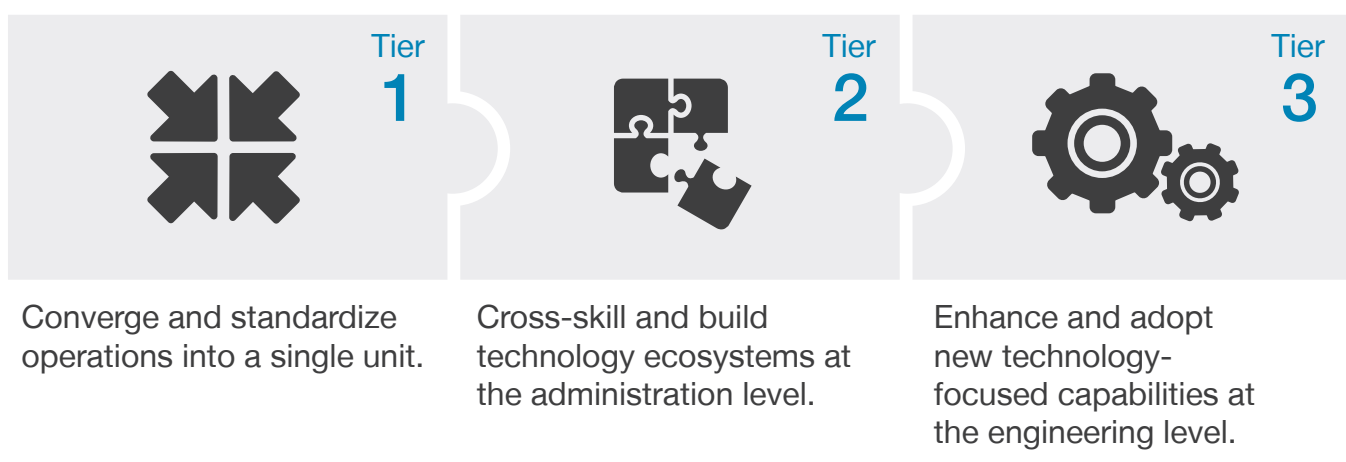 Tier
1
Converge and standardize
operations into a single unit.
Tier
2
Cross-skill and build
technology ecosystems at
the administration level.
Tier
3
Enhance and adopt
new technology-
focused capabilities at
the engineering level.